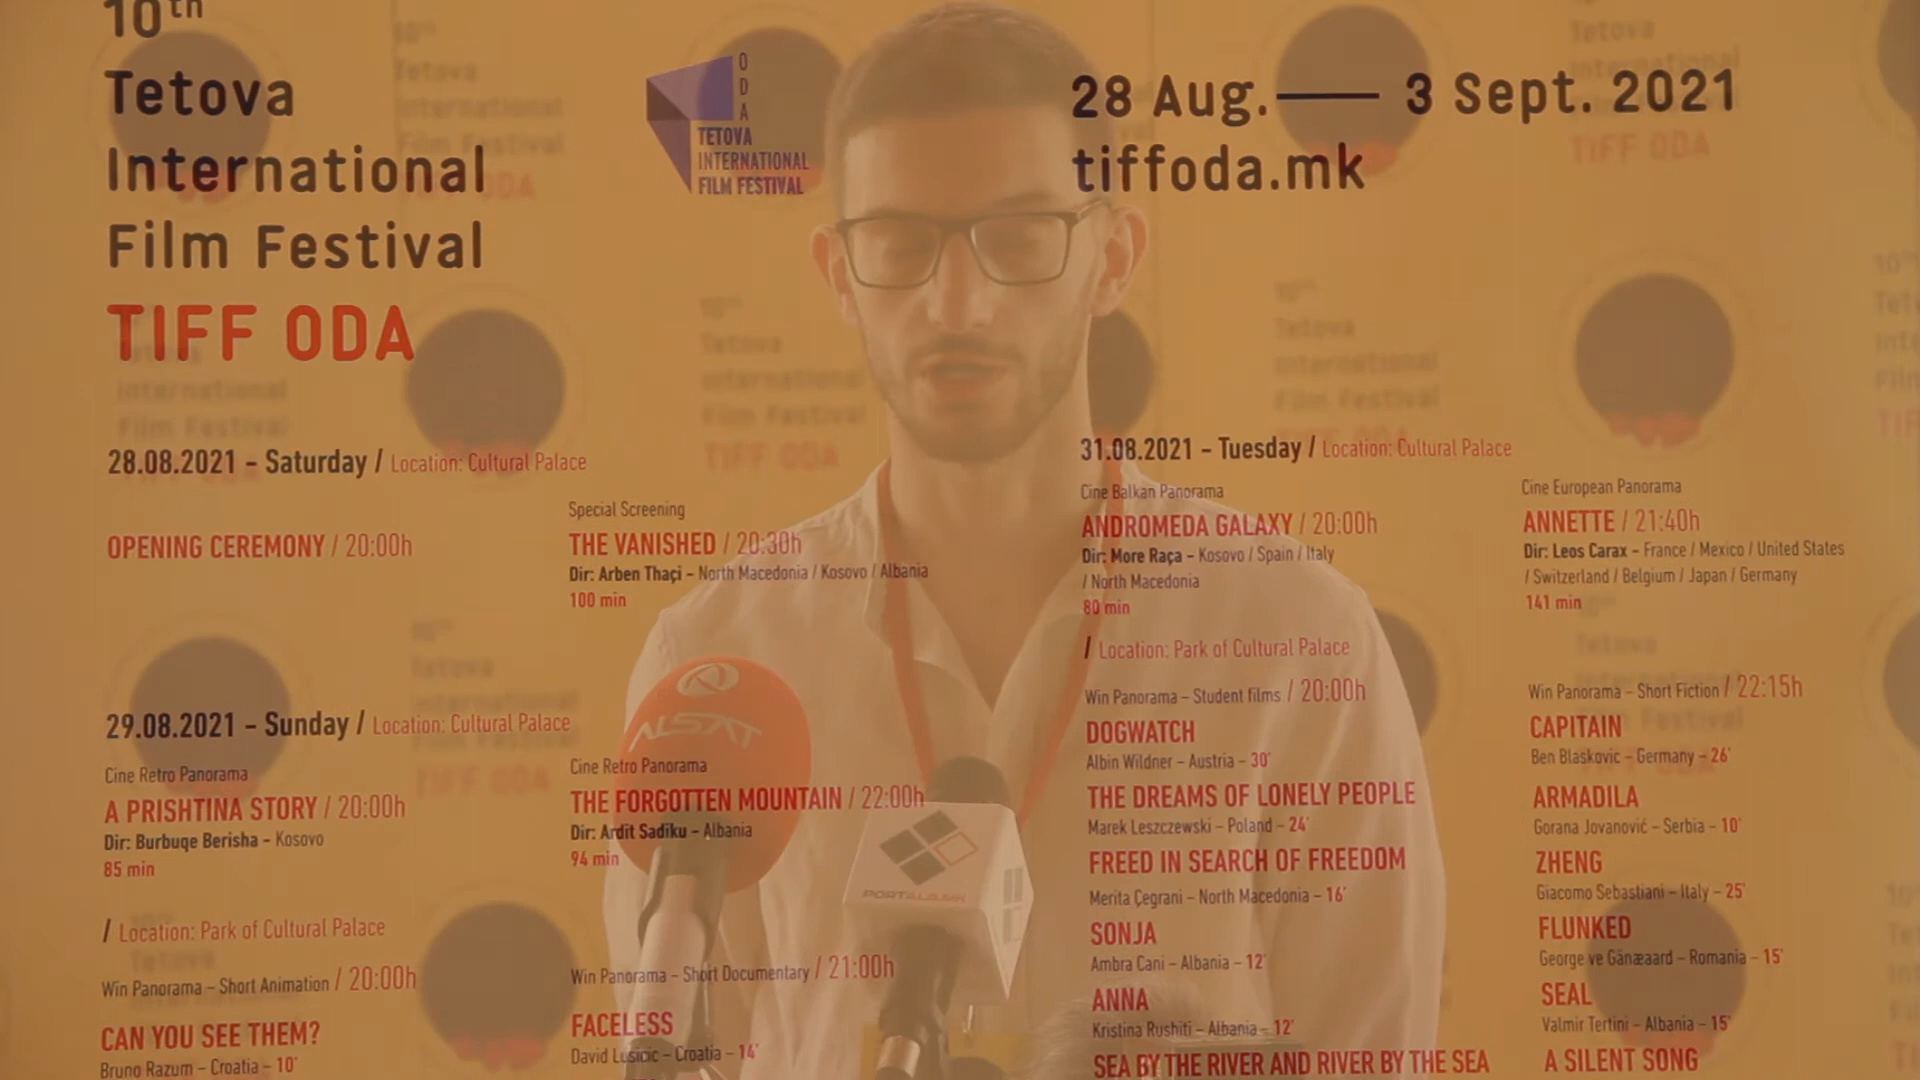 10th
Tetova
International
Film Festival
TIFF ODA
ODA
TETOVA
INTERNATIONAL
FILM FESTIVAL
28 Aug. — 3 Sept. 2021
tiffoda.mk
28.08.2021 – Saturday / Location: Cultural Palace
OPENING CEREMONY / 20:00h
Special Screening
THE VANISHED / 20:30h
Dir: Arben Thaçi – North Macedonia / Kosovo / Albania
100 min
29.08.2021 – Sunday / Location: Cultural Palace
Cine Retro Panorama
A PRISHTINA STORY / 20:00h
Dir: Burbuqe Berisha – Kosovo
85 min
Cine Retro Panorama
THE FORGOTTEN MOUNTAIN / 22:00h
Dir: Ardit Sadiku – Albania
94 min
/ Location: Park of Cultural Palace
Win Panorama – Short Animation / 20:00h
CAN YOU SEE THEM?
Bruno Razum – Croatia – 10'
Win Panorama – Short Documentary / 21:00h
FACELESS
David Lusicic – Croatia – 14'
31.08.2021 – Tuesday / Location: Cultural Palace
Cine Balkan Panorama
ANDROMEDA GALAXY / 20:00h
Dir: More Raça – Kosovo / Spain / Italy
/ North Macedonia
80 min
Cine European Panorama
ANNETTE / 21:40h
Dir: Leos Carax – France / Mexico / United States
/ Switzerland / Belgium / Japan / Germany
141 min
/ Location: Park of Cultural Palace
Win Panorama – Student films / 20:00h
DOGWATCH
Albin Wildner – Austria – 30'
THE DREAMS OF LONELY PEOPLE
Marek Leszczewski – Poland – 24'
FREED IN SEARCH OF FREEDOM
Merita Çegrani – North Macedonia – 16'
SONJA
Ambra Cani – Albania – 12'
ANNA
Kristina Rushiti – Albania – 12'
SEA BY THE RIVER AND RIVER BY THE SEA
Win Panorama – Short Fiction / 22:15h
CAPITAIN
Ben Blaskovic – Germany – 26'
ARMADILA
Gorana Jovanović – Serbia – 10'
ZHENG
Giacomo Sebastiani – Italy – 25'
FLUNKED
George ve Gänæaard – Romania – 15'
SEAL
Valmir Tertini – Albania – 15'
A SILENT SONG
ALSAT
PORTALB.MK